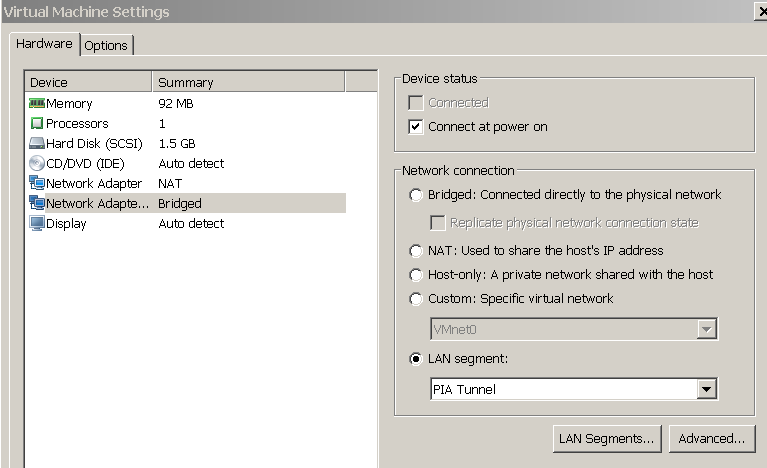 Virtual Machine Settings
Hardware Options
Device Summary
Memory 92 MB
Processors 1
Hard Disk (SCSI) 1.5 GB
CD/DVD (IDE) Auto detect
Network Adapter NAT
Network Adapte... Bridged
Display Auto detect
Device status
Connected
Connect at power on
Network connection
Bridged: Connected directly to the physical network
Replicate physical network connection state
NAT: Used to share the host's IP address
Host-only: A private network shared with the host
Custom: Specific virtual network
VMnet0
LAN segment:
PIA Tunnel
LAN Segments... Advanced...